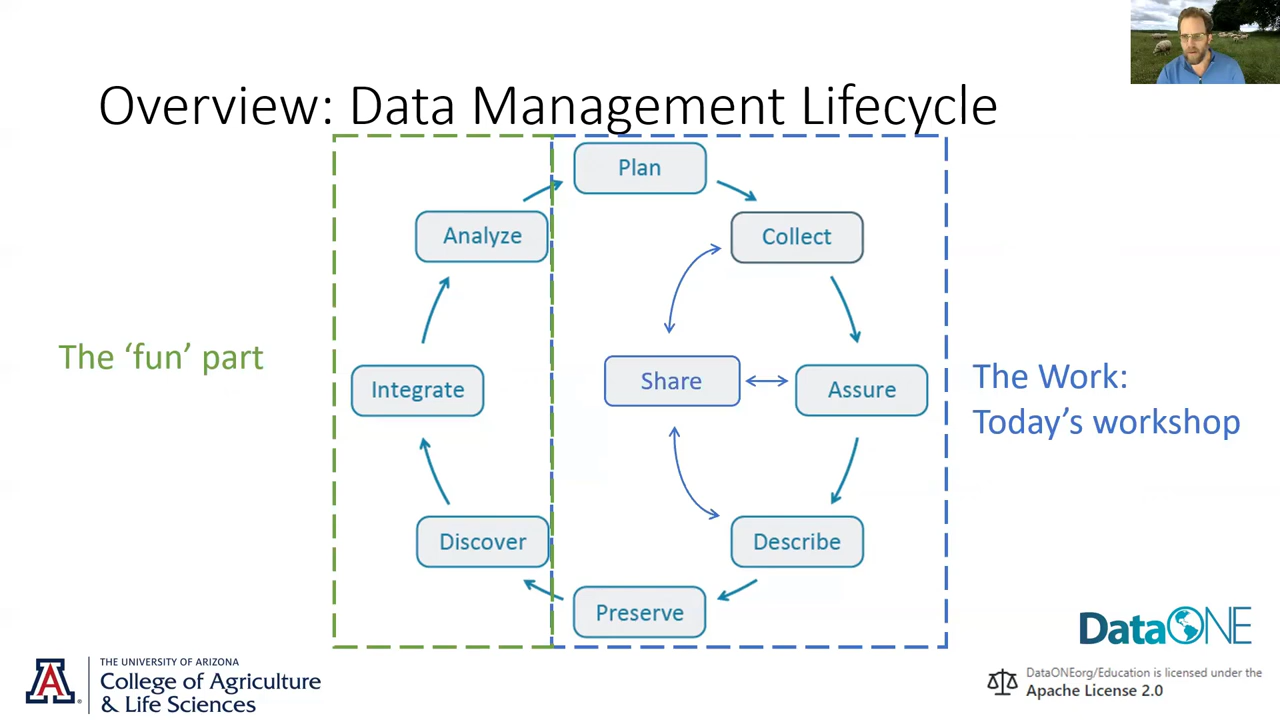 Overview: Data Management Lifecycle
Plan
Analyze
Collect
The ‘fun’ part
Integrate
Share
Assure
The Work:
Today’s workshop
Discover
Describe
Preserve
DataONE
THE UNIVERSITY OF ARIZONA
College of Agriculture
& Life Sciences
A
DataONEorg/Education is licensed under the
Apache License 2.0